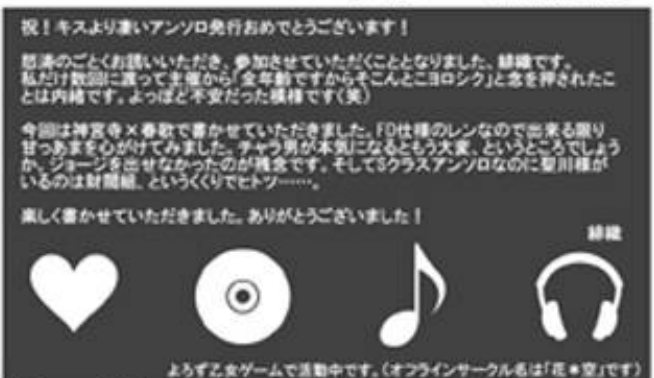 祝！キスより凄いアンソロ発行おめでとうございます！
怒涛のごとくお誘いいただき、参加させていただくこととなりました、緋織です。
私だけ数回に渡って主催から「全年齢ですからそこんとこヨロシク」と念を押されたこ
とは内緒です。よっぽど不安だった模様です（笑）
今回は神宮寺×春歌で書かせていただきました。FD仕様のレンなので出来る限り
甘っあまを心がけてみました。チャラ男が本気になるともう大変、というところでしょう
か、ジョージを出せなかったのが残念です。そしてSクラスアンソロなのに聖川様が
いるのは財閥組、というくくりでヒトツ……。
楽しく書かせていただきました。ありがとうございました！
緋織
よろず乙女ゲームで活動中です。（オフラインサークル名は「花＊空」です）